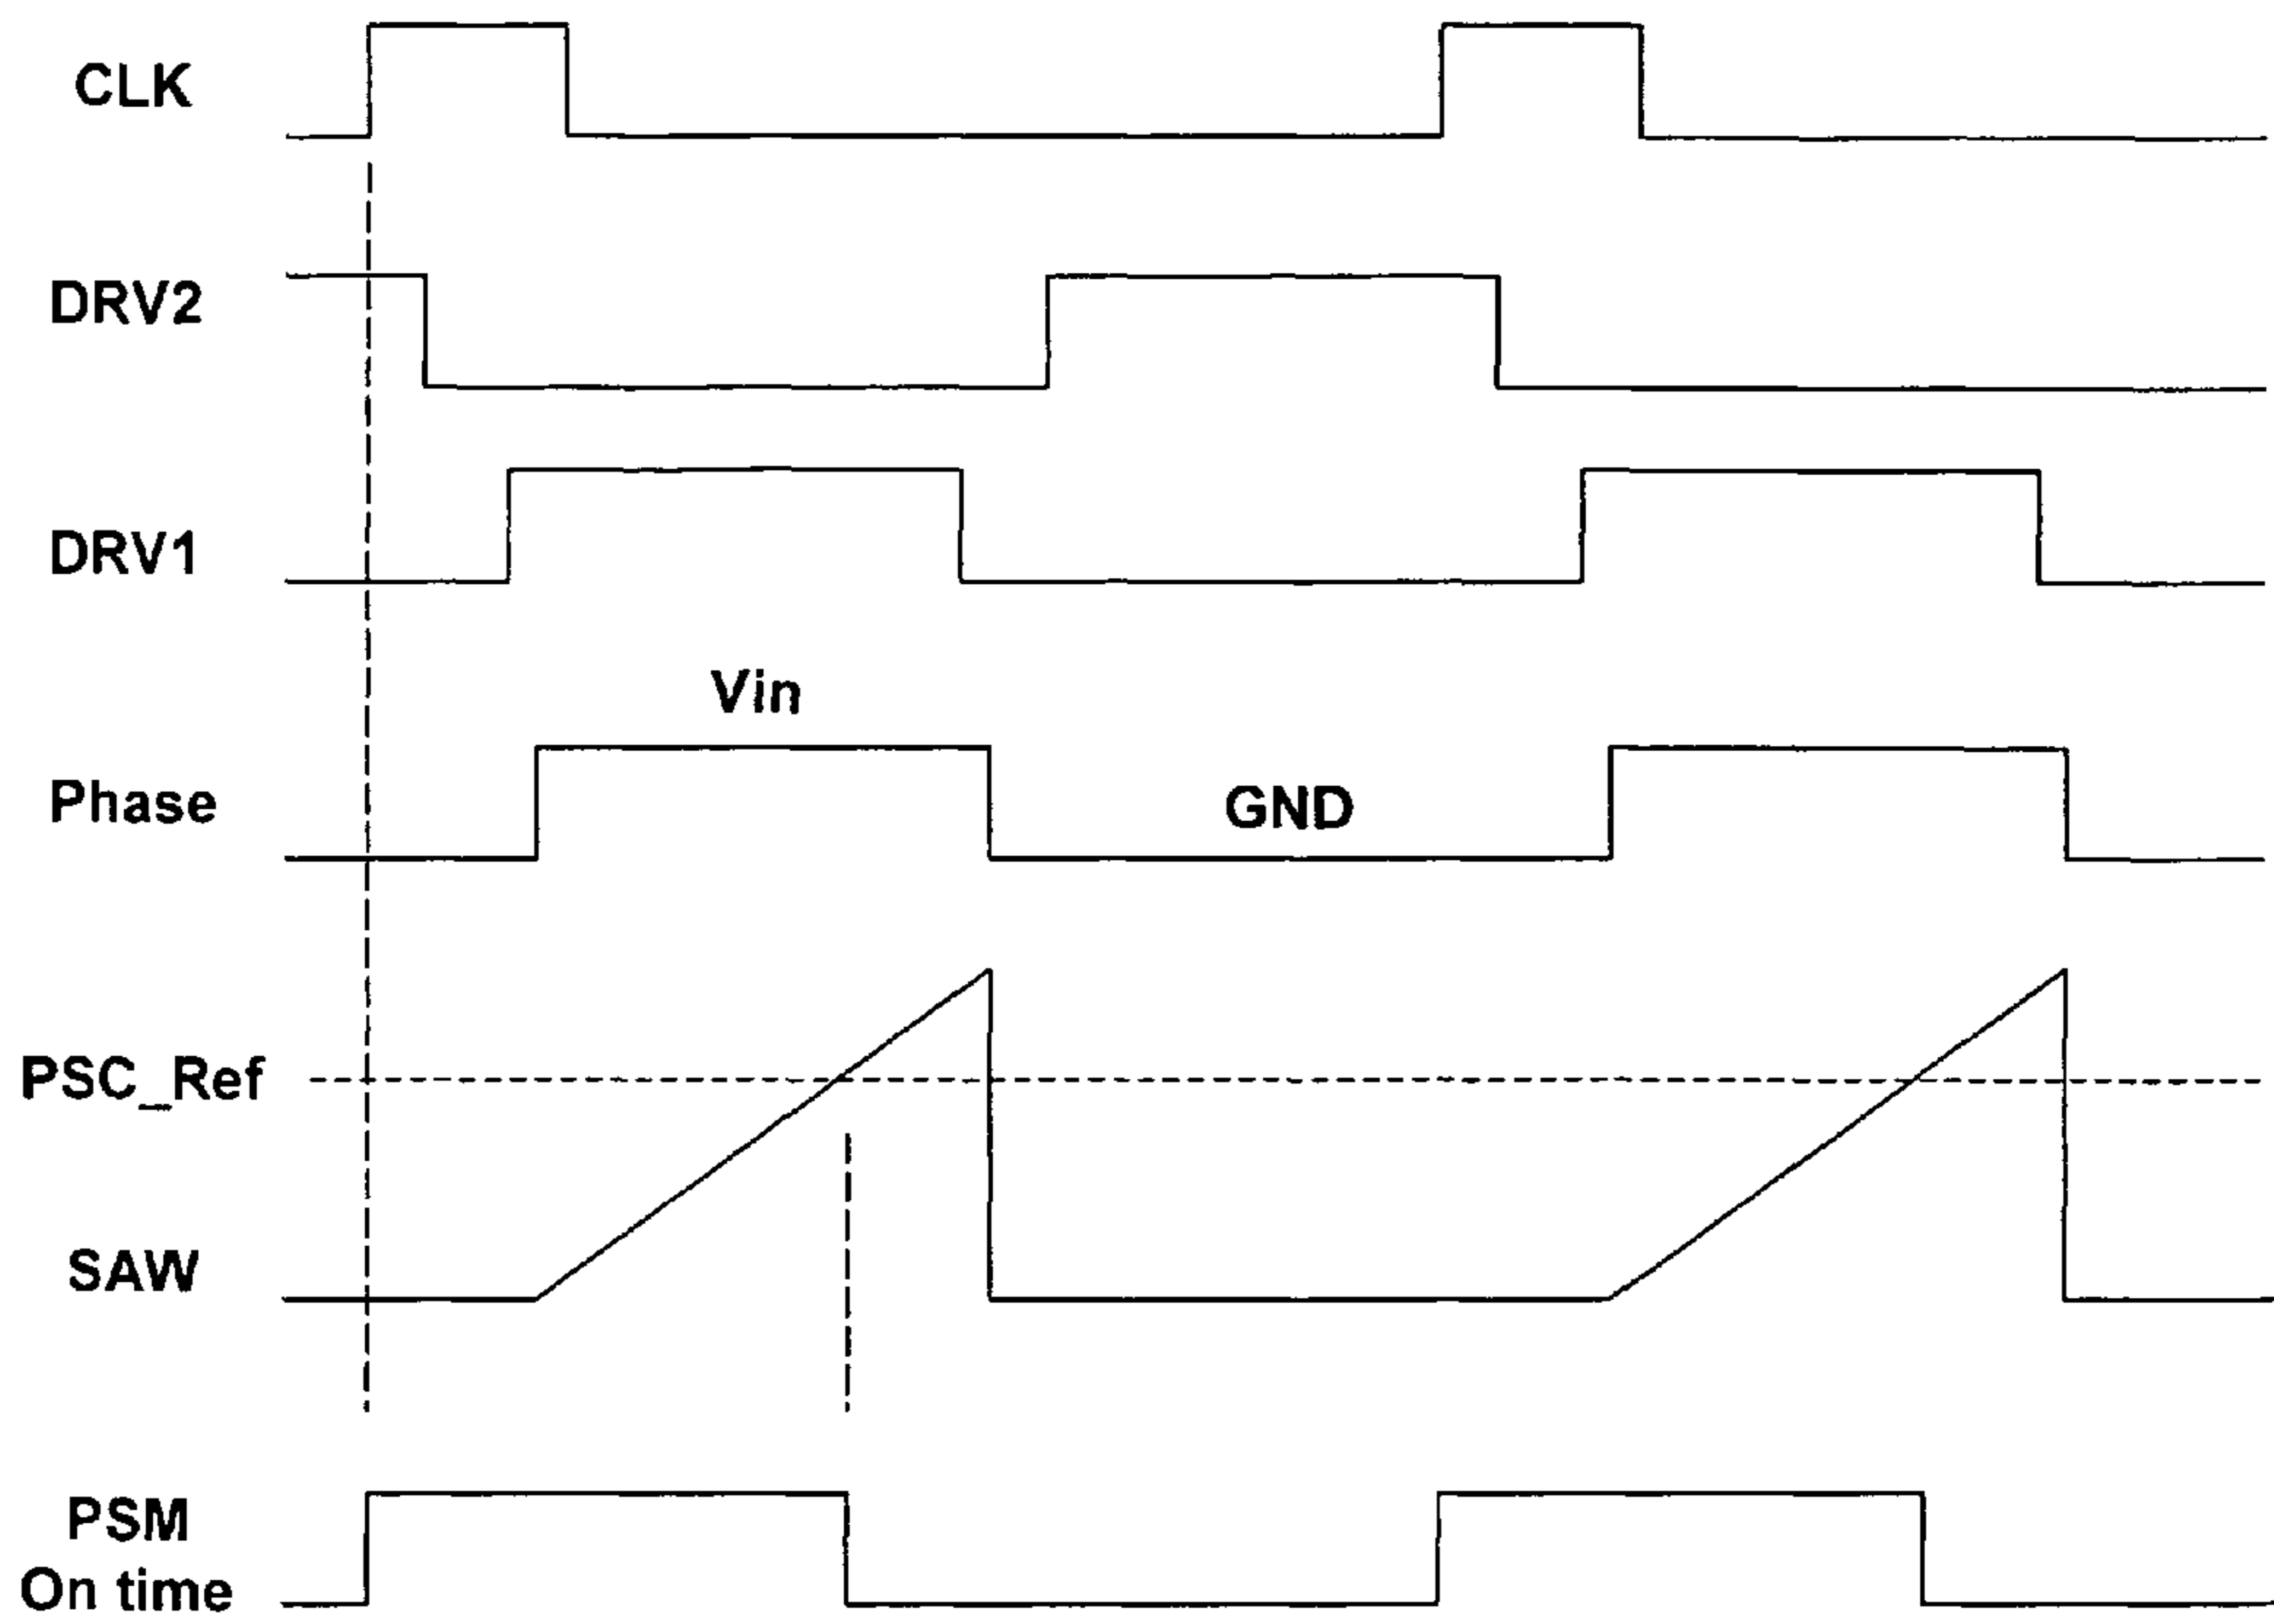 CLK
DRV2
DRV1
Vin
Phase
GND
PSC_Ref
SAW
PSM
On time